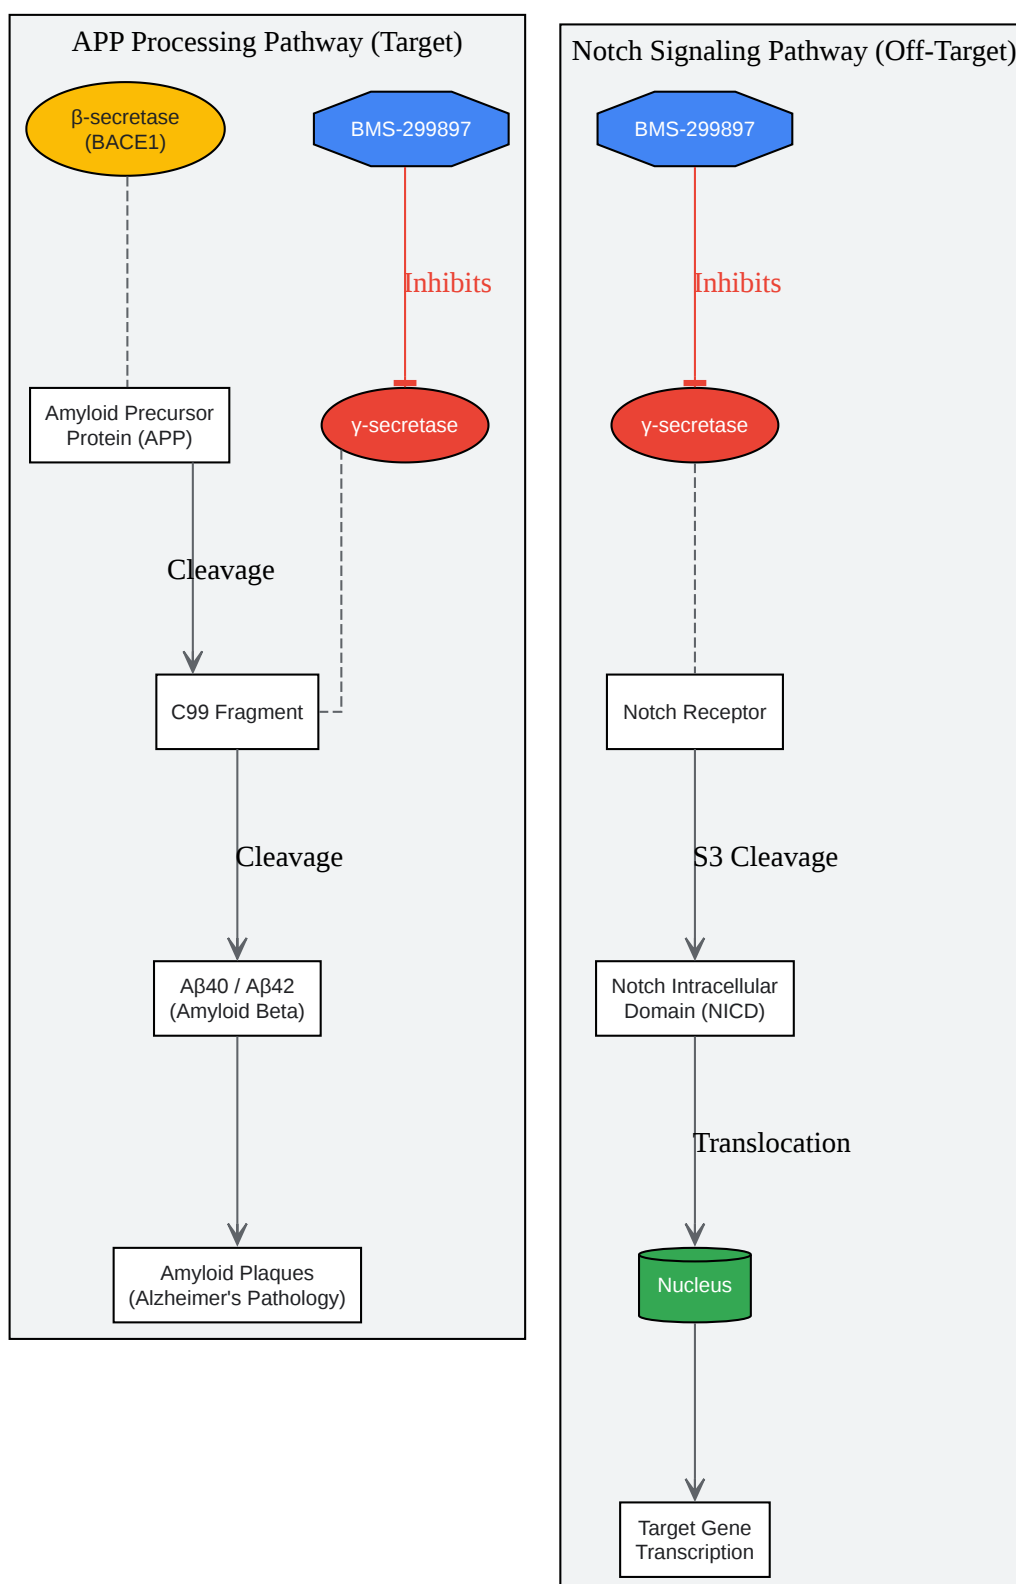 APP Processing Pathway (Target)
β-secretase
(BACE1)
BMS-299897
Inhibits
Amyloid Precursor
Protein (APP)
γ-secretase
Cleavage
C99 Fragment
Cleavage
Aβ40 / Aβ42
(Amyloid Beta)
Amyloid Plaques
(Alzheimer's Pathology)
Notch Signaling Pathway (Off-Target)
BMS-299897
Inhibits
γ-secretase
Notch Receptor
S3 Cleavage
Notch Intracellular
Domain (NICD)
Translocation
Nucleus
Target Gene
Transcription